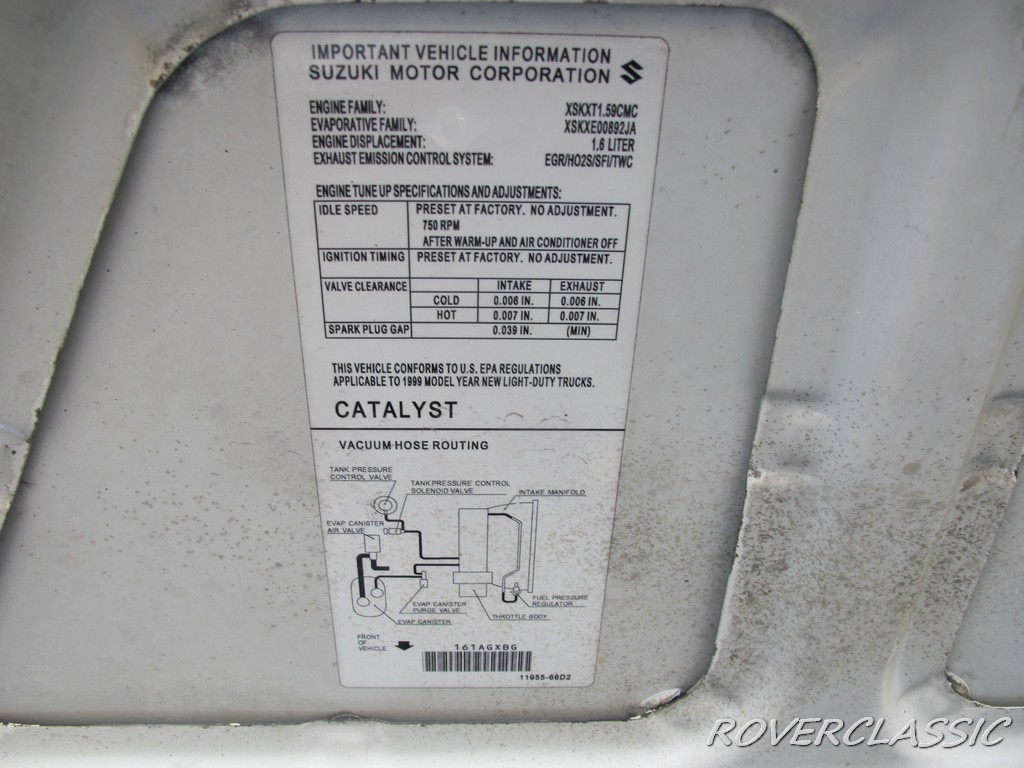 IMPORTANT VEHICLE INFORMATION
SUZUKI MOTOR CORPORATION
ENGINE FAMILY: XSKXT1.59CMC
EVAPORATIVE FAMILY: XSKXE00892JA
ENGINE DISPLACEMENT: 1.6 LITER
EXHAUST EMISSION CONTROL SYSTEM: EGR/HO2S/SFI/TWC
ENGINE TUNE UP SPECIFICATIONS AND ADJUSTMENTS:
IDLE SPEED PRESET AT FACTORY. NO ADJUSTMENT.
750 RPM
AFTER WARM-UP AND AIR CONDITIONER OFF
IGNITION TIMING PRESET AT FACTORY. NO ADJUSTMENT.
VALVE CLEARANCE INTAKE EXHAUST
COLD 0.006 IN. 0.006 IN.
HOT 0.007 IN. 0.007 IN.
SPARK PLUG GAP 0.039 IN. (MIN)
THIS VEHICLE CONFORMS TO U.S. EPA REGULATIONS
APPLICABLE TO 1999 MODEL YEAR NEW LIGHT-DUTY TRUCKS.
CATALYST
VACUUM HOSE ROUTING
TANK PRESSURE
CONTROL VALVE
TANK PRESSURE CONTROL
SOLENOID VALVE
INTAKE MANIFOLD
EVAP CANISTER
AIR VALVE
FUEL PRESSURE
REGULATOR
EVAP CANISTER
PURGE VALVE
THROTTLE BODY
EVAP CANISTER
FRONT
OF
VEHICLE
161AGXBG
11955-66D2
ROVERCLASSIC